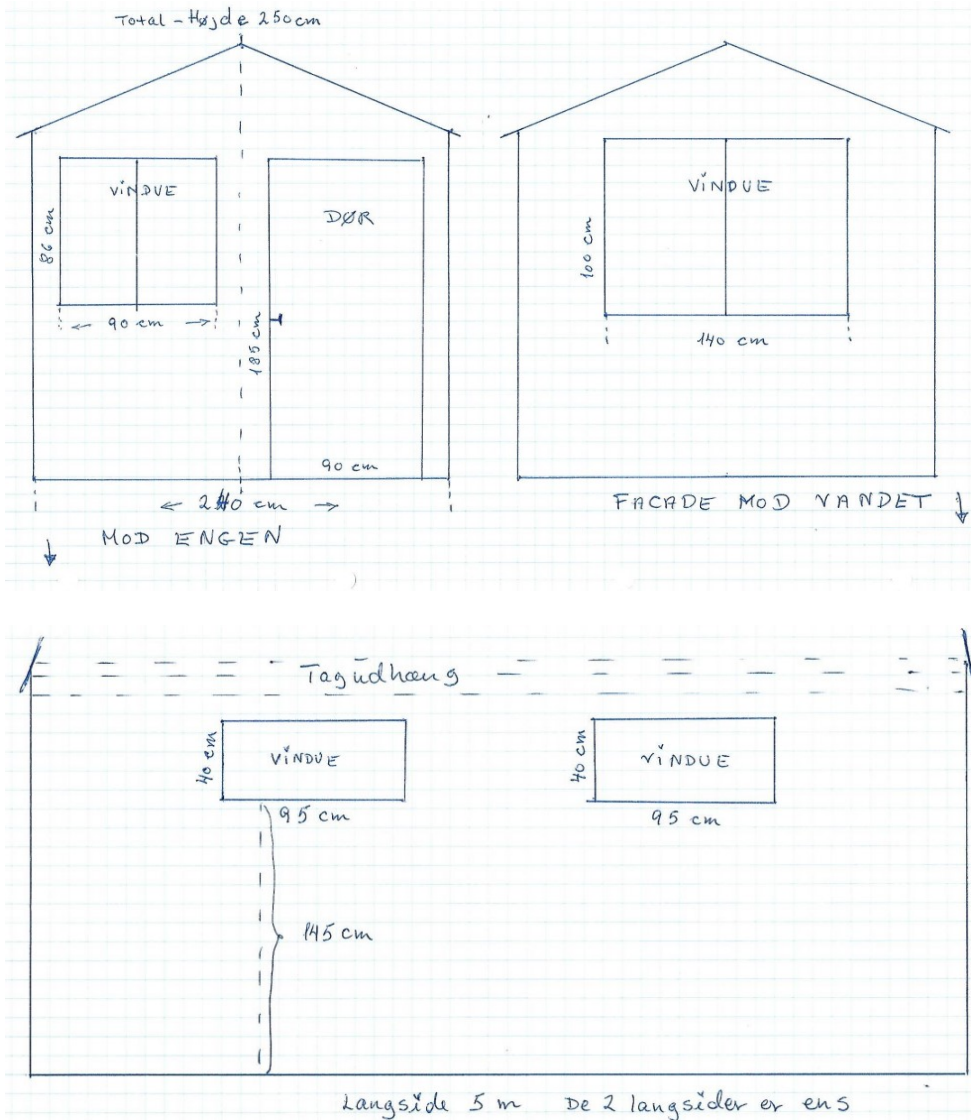 Total-Højde 250cm
VINDUE
86 cm
90 cm
DØR
185 cm
90 cm
240 cm
MOD ENGEN
VINDUE
100 cm
140 cm
FACADE MOD VANDET
Tagudhæng
40 cm
VINDUE
95 cm
40 cm
VINDUE
95 cm
145 cm
Langside 5 m De 2 langsider er ens